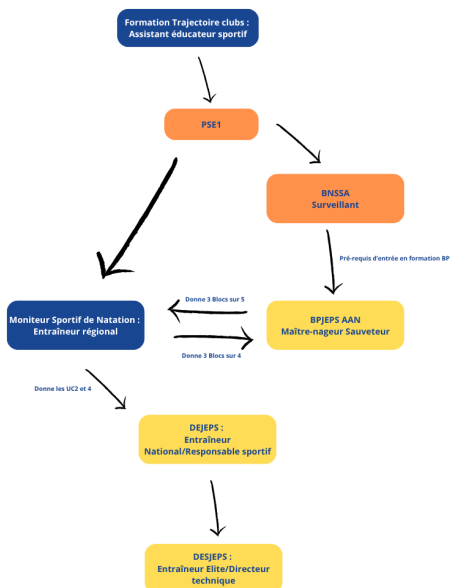 Formation Trajectoire clubs :
Assistant éducateur sportif
PSE1
BNSSA
Surveillant
Pré-requis d'entrée en formation BP
Donne 3 Blocs sur 5
Moniteur Sportif de Natation :
Entraîneur régional
BPJEPS AAN
Maître-nageur Sauveteur
Donne 3 Blocs sur 4
Donne les UC2 et 4
DEJEPS :
Entraîneur
National/Responsable sportif
DESJEPS :
Entraîneur Elite/Directeur
technique